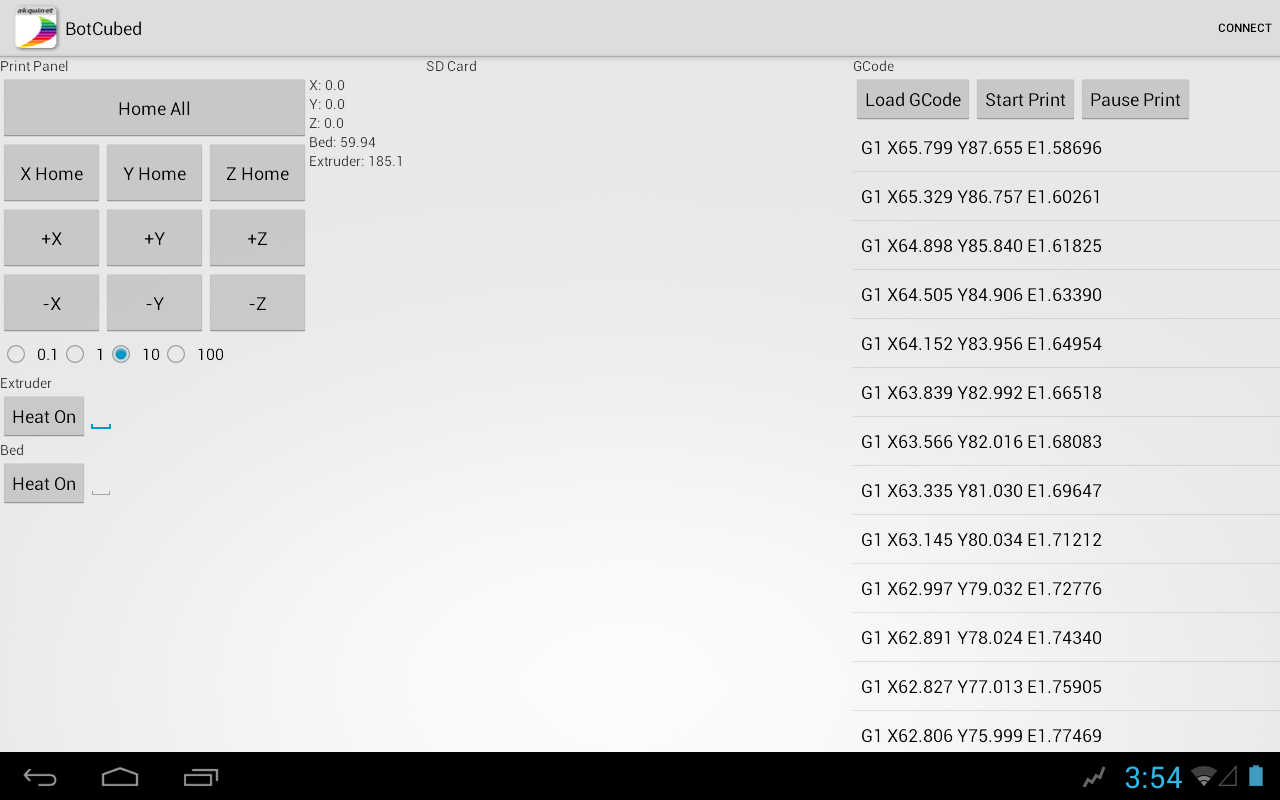 akquinet
BotCubed
CONNECT
Print Panel
Home All
X Home Y Home Z Home
+X +Y +Z
-X -Y -Z
0.1 1 10 100
Extruder
Heat On
Bed
Heat On
X: 0.0
Y: 0.0
Z: 0.0
Bed: 59.94
Extruder: 185.1
SD Card
GCode
Load GCode Start Print Pause Print
G1 X65.799 Y87.655 E1.58696
G1 X65.329 Y86.757 E1.60261
G1 X64.898 Y85.840 E1.61825
G1 X64.505 Y84.906 E1.63390
G1 X64.152 Y83.956 E1.64954
G1 X63.839 Y82.992 E1.66518
G1 X63.566 Y82.016 E1.68083
G1 X63.335 Y81.030 E1.69647
G1 X63.145 Y80.034 E1.71212
G1 X62.997 Y79.032 E1.72776
G1 X62.891 Y78.024 E1.74340
G1 X62.827 Y77.013 E1.75905
G1 X62.806 Y75.999 E1.77469
3:54